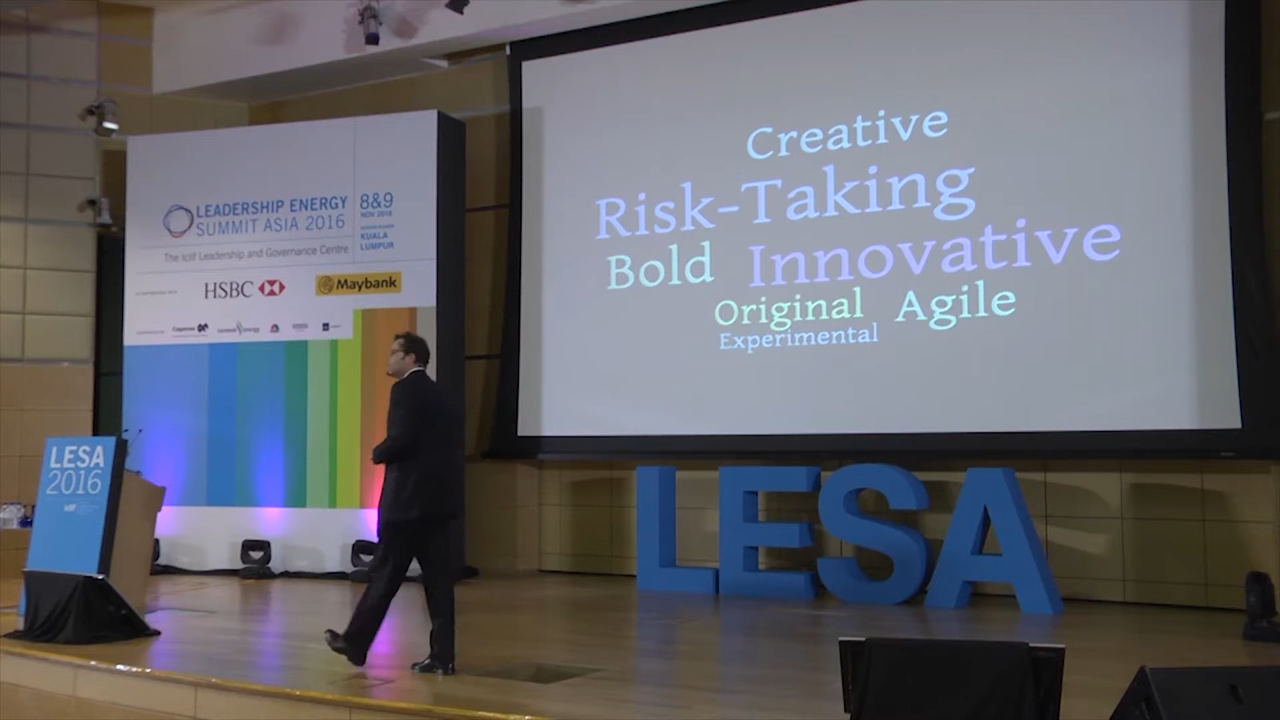 LEADERSHIP ENERGY
SUMMIT ASIA 2016
8&9
NOV 2016
KUALA
LUMPUR
The Iclif Leadership and Governance Centre
HSBC
Maybank
LESA
2016
Creative
Risk-Taking
Bold Innovative
Original Agile
Experimental
LESA